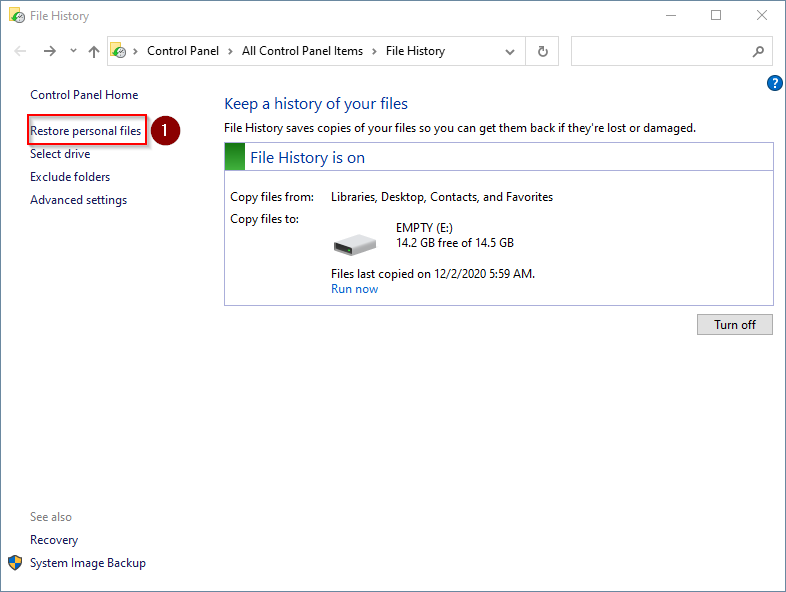 File History
Control Panel > All Control Panel Items > File History
?
Control Panel Home
Restore personal files 1
Select drive
Exclude folders
Advanced settings
Keep a history of your files
File History saves copies of your files so you can get them back if they're lost or damaged.
File History is on
Copy files from: Libraries, Desktop, Contacts, and Favorites
Copy files to:
EMPTY (E:)
14.2 GB free of 14.5 GB
Files last copied on 12/2/2020 5:59 AM.
Run now
Turn off
See also
Recovery
System Image Backup